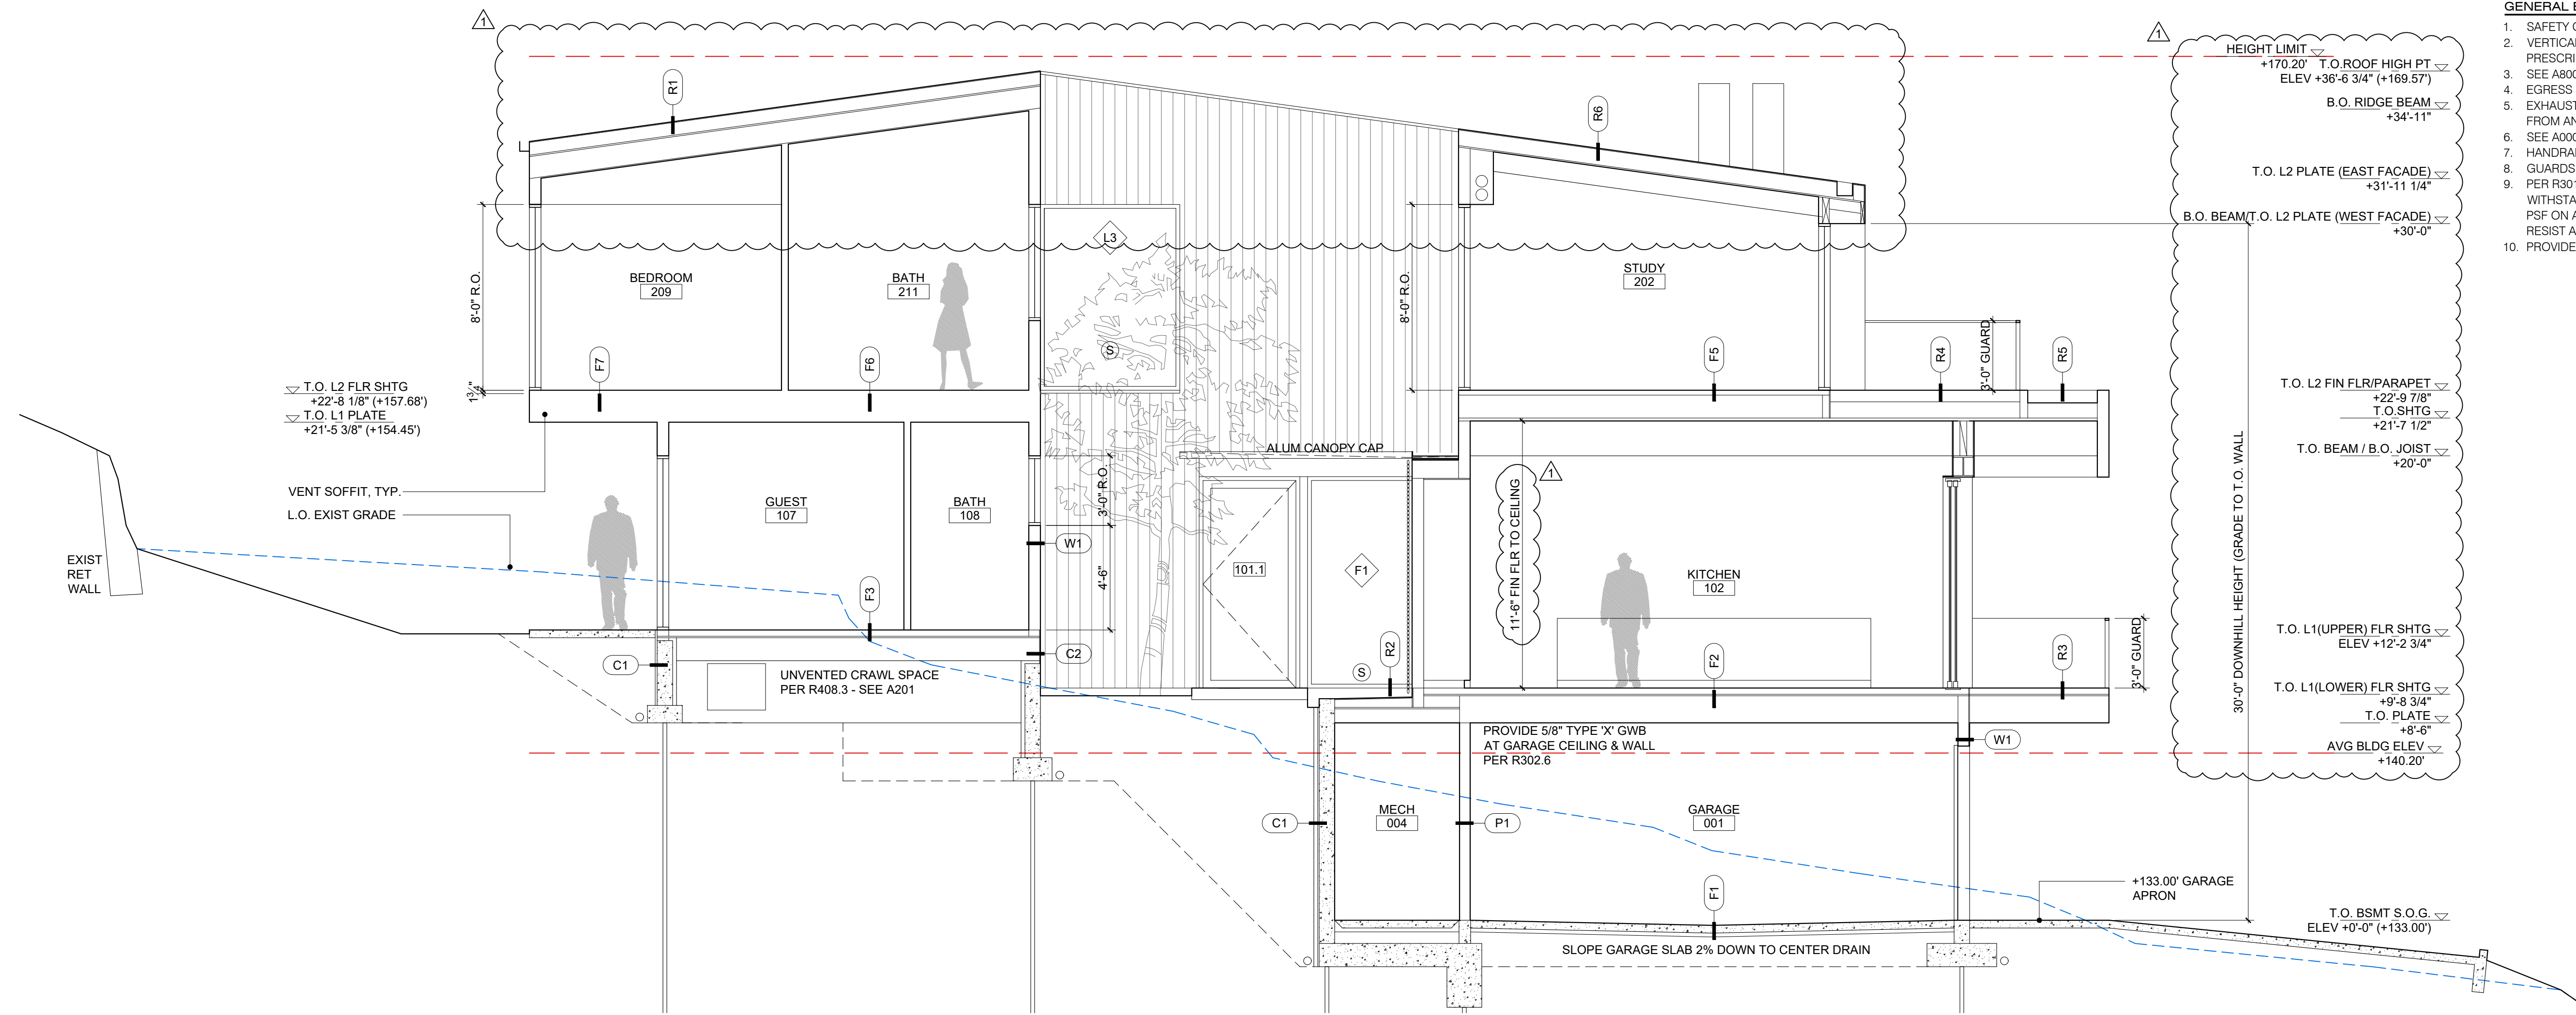 GENERAL
1. SAFETY
2.
3. SEE
4. EGRESS
5.
FROM
6. SEE
7.
8. GUARDS
9. PER
PSF ON
RESIST
10. PROVIDE
1
1
HEIGHT LIMIT
+170.20'
T.O.ROOF HIGH PT
ELEV +36'-6 3/4" (+169.57')
B.O. RIDGE BEAM
+34'-11"
T.O. L2 PLATE (EAST FACADE)
+31'-11 1/4"
B.O. BEAM/T.O. L2 PLATE (WEST FACADE)
+30'-0"
T.O. L2 FIN FLR/PARAPET
+22'-9 7/8"
T.O.SHTG
+21'-7 1/2"
T.O. BEAM / B.O. JOIST
+20'-0"
T.O. L1(UPPER) FLR SHTG
ELEV +12'-2 3/4"
T.O. L1(LOWER) FLR SHTG
+9'-8 3/4"
T.O. PLATE
+8'-6"
AVG BLDG ELEV
+140.20'
T.O. BSMT S.O.G.
ELEV +0'-0" (+133.00')
30'-0" DOWNHILL HEIGHT (GRADE TO T.O. WALL
R1
R6
L3
BEDROOM
209
BATH
211
STUDY
202
8'-0" R.O.
8'-0" R.O.
S
F7
F6
F5
R4
3'-0" GUARD
R5
1 3/4"
T.O. L2 FLR SHTG
+22'-8 1/8" (+157.68')
T.O. L1 PLATE
+21'-5 3/8" (+154.45')
VENT SOFFIT, TYP.
L.O. EXIST GRADE
EXIST
RET
WALL
ALUM CANOPY CAP
GUEST
107
BATH
108
3'-0" R.O.
4'-6"
W1
101.1
F1
11'-6" FIN FLR TO CEILING
1
KITCHEN
102
F3
C1
C2
UNVENTED CRAWL SPACE
PER R408.3 - SEE A201
S
R2
F2
R3
3'-0" GUARD
PROVIDE 5/8" TYPE 'X' GWB
AT GARAGE CEILING & WALL
PER R302.6
W1
MECH
004
GARAGE
001
C1
P1
F1
+133.00' GARAGE
APRON
SLOPE GARAGE SLAB 2% DOWN TO CENTER DRAIN